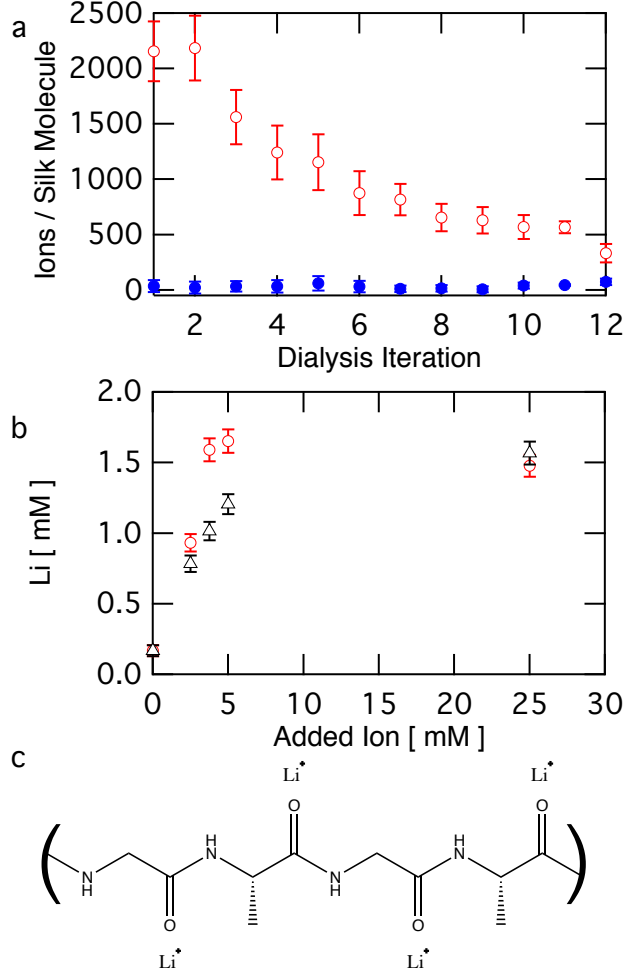 a
Ions / Silk Molecule
2500
2000
1500
1000
500
0
2 4 6 8 10 12
Dialysis Iteration
b
Li [ mM ]
2.0
1.5
1.0
0.5
0.0
0 5 10 15 20 25 30
Added Ion [ mM ]
c
Li⁺ Li⁺
O O
H H
N N
N N
H H
O O
Li⁺ Li⁺